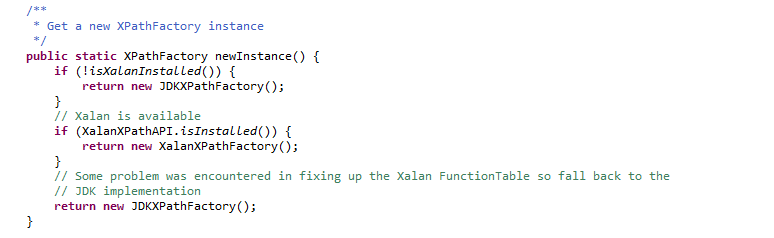 /**
 * Get a new XPathFactory instance
 */
public static XPathFactory newInstance() {
    if (!isXalanInstalled()) {
        return new JDKXPathFactory();
    }
    // Xalan is available
    if (XalanXPathAPI.isInstalled()) {
        return new XalanXPathFactory();
    }
    // Some problem was encountered in fixing up the Xalan FunctionTable so fall back to the
    // JDK implementation
    return new JDKXPathFactory();
}